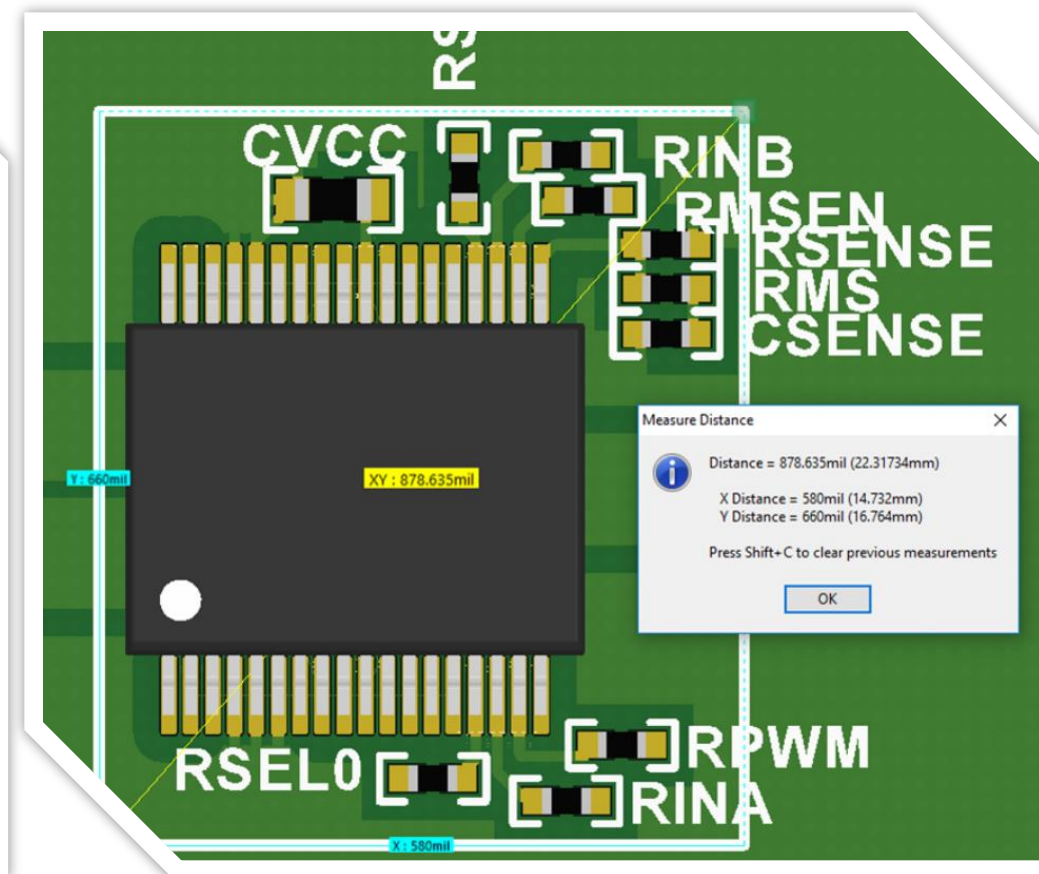 RS
CVCC
RINB
RMSEN
RSENSE
RMS
CSENSE
Measure Distance
Distance = 878.635mil (22.31734mm)
X Distance = 580mil (14.732mm)
Y Distance = 660mil (16.764mm)
Press Shift+C to clear previous measurements
OK
Y : 660mil
XY : 878.635mil
RSEL0
RPWM
RINA
X : 580mil